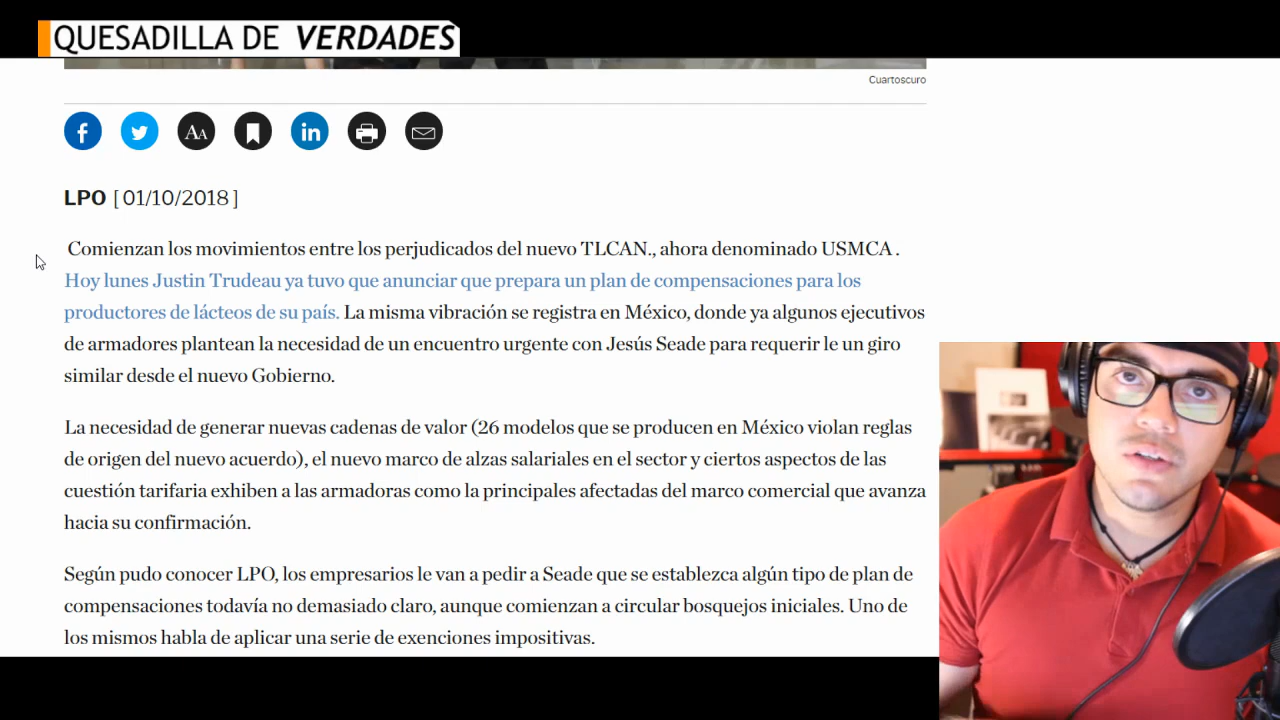 QUESADILLA DE VERDADES
Cuartoscuro
f AA in
LPO [ 01/10/2018 ]
Comienzan los movimientos entre los perjudicados del nuevo TLCAN., ahora denominado USMCA .
Hoy lunes Justin Trudeau ya tuvo que anunciar que prepara un plan de compensaciones para los
productores de lácteos de su país. La misma vibración se registra en México, donde ya algunos ejecutivos
de armadores plantean la necesidad de un encuentro urgente con Jesús Seade para requerir le un giro
similar desde el nuevo Gobierno.
La necesidad de generar nuevas cadenas de valor (26 modelos que se producen en México violan reglas
de origen del nuevo acuerdo), el nuevo marco de alzas salariales en el sector y ciertos aspectos de las
cuestión tarifaria exhiben a las armadoras como la principales afectadas del marco comercial que avanza
hacia su confirmación.
Según pudo conocer LPO, los empresarios le van a pedir a Seade que se establezca algún tipo de plan de
compensaciones todavía no demasiado claro, aunque comienzan a circular bosquejos iniciales. Uno de
los mismos habla de aplicar una serie de exenciones impositivas.